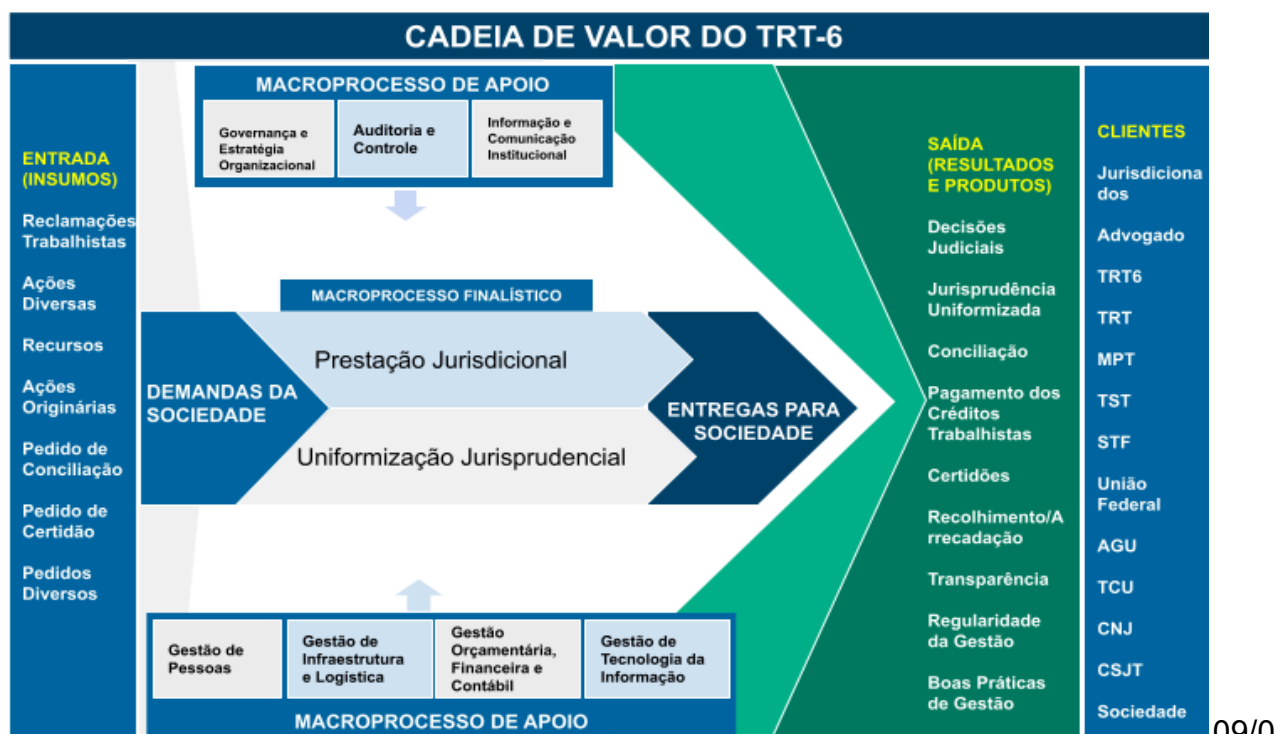 CADEIA DE VALOR DO TRT-6
ENTRADA
(INSUMOS)
Reclamações
Trabalhistas
Ações
Diversas
Recursos
Ações
Originárias
Pedido de
Conciliação
Pedido de
Certidão
Pedidos
Diversos
MACROPROCESSO DE APOIO
Governança e
Estratégia
Organizacional
Auditoria e
Controle
Informação e
Comunicação
Institucional
MACROPROCESSO FINALÍSTICO
DEMANDAS DA
SOCIEDADE
Prestação Jurisdicional
Uniformização Jurisprudencial
ENTREGAS PARA
SOCIEDADE
Gestão de
Pessoas
Gestão de
Infraestrutura
e Logística
Gestão
Orçamentária,
Financeira e
Contábil
Gestão de
Tecnologia da
Informação
MACROPROCESSO DE APOIO
SAÍDA
(RESULTADOS
E PRODUTOS)
Decisões
Judiciais
Jurisprudência
Uniformizada
Conciliação
Pagamento dos
Créditos
Trabalhistas
Certidões
Recolhimento/A
rrecadação
Transparência
Regularidade
da Gestão
Boas Práticas
de Gestão
CLIENTES
Jurisdiciona
dos
Advogado
TRT6
TRT
MPT
TST
STF
União
Federal
AGU
TCU
CNJ
CSJT
Sociedade
09/0